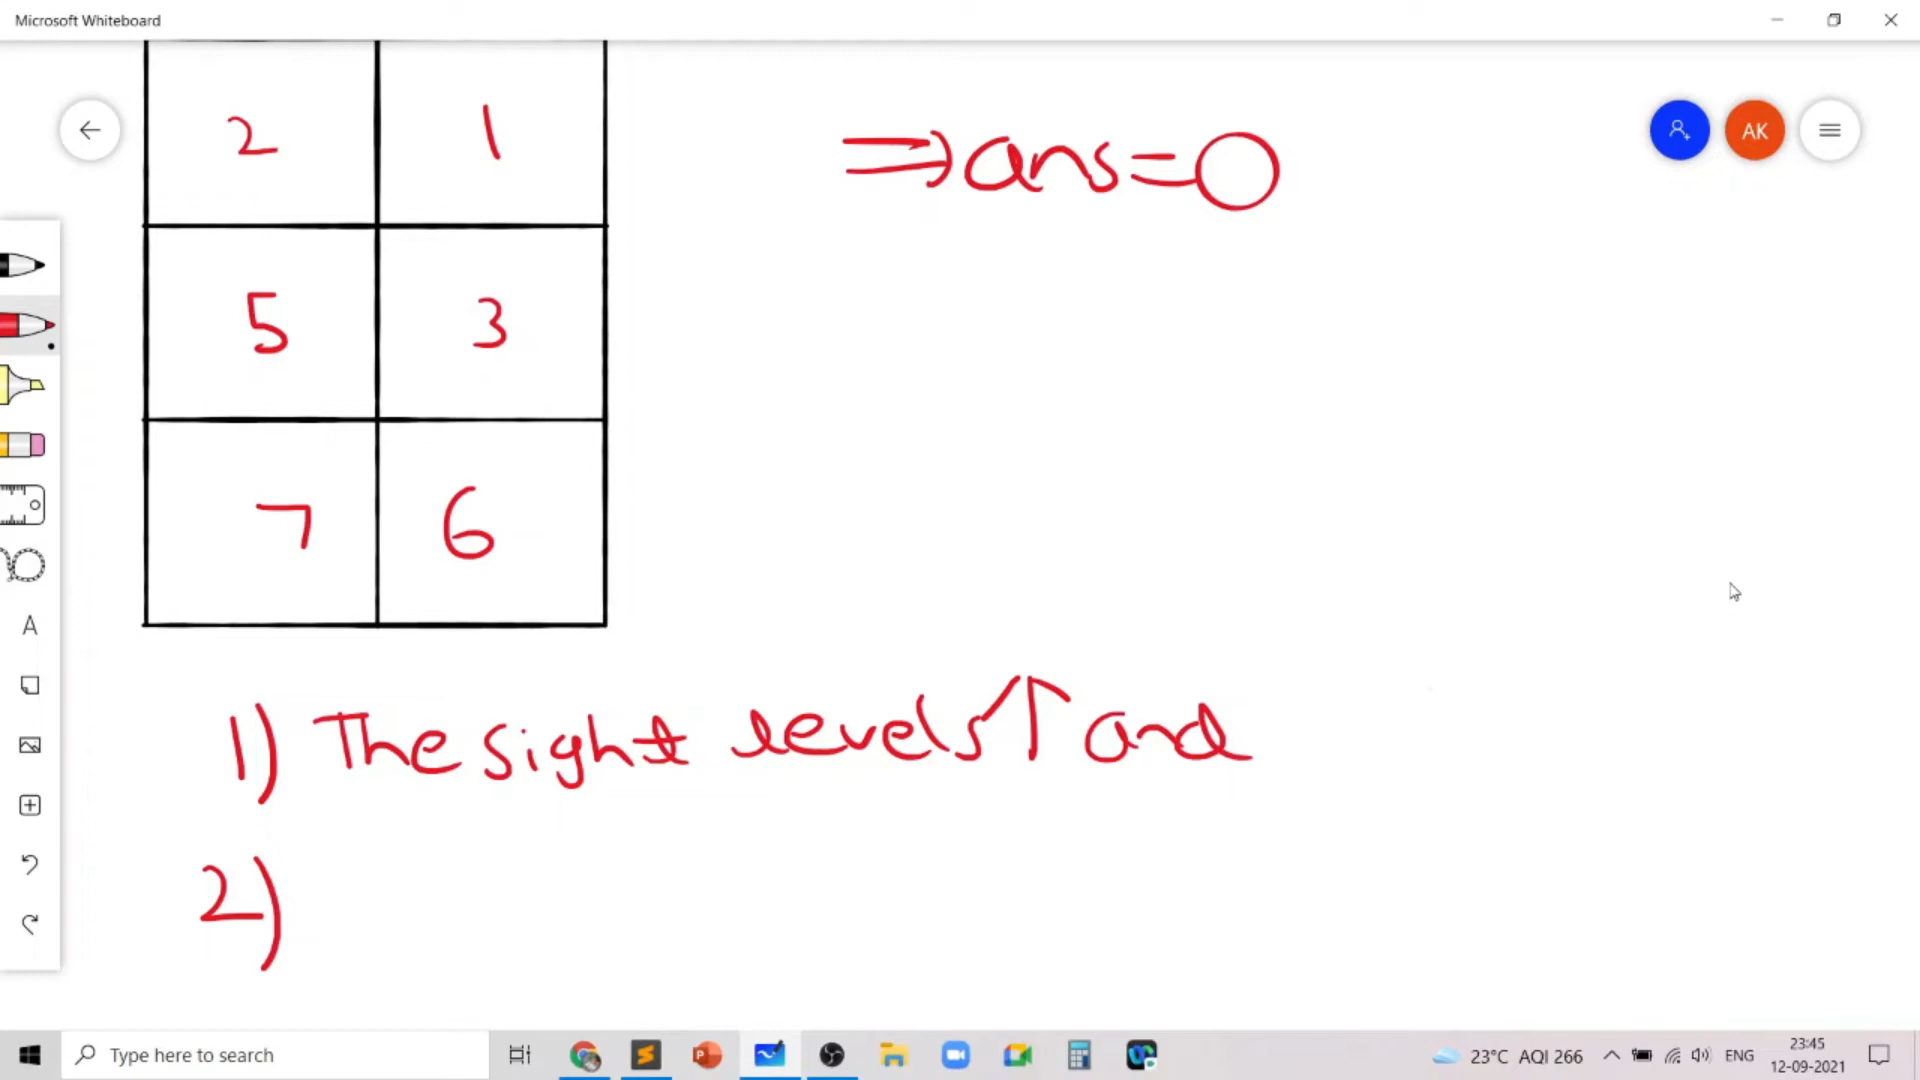 Microsoft Whiteboard
2 1
⇒ ans = 0
AK
5 3
7 6
A
1) The sight levels ↑ and
2)
Type here to search
23°C AQI 266
ENG
23:45
12-09-2021